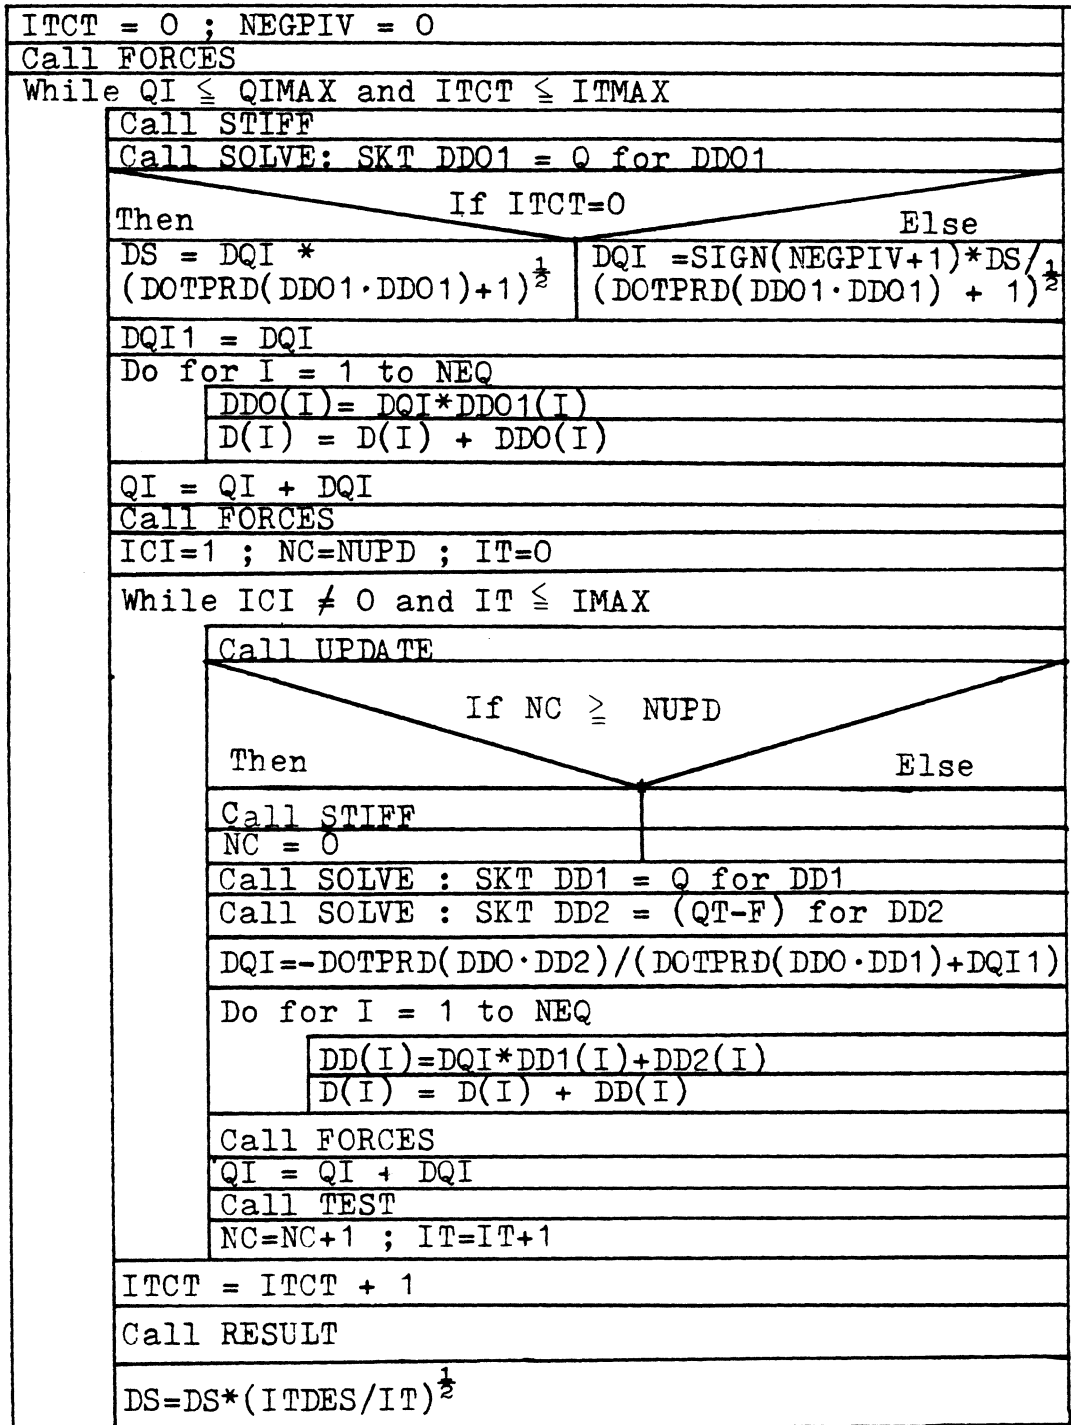 ITCT = 0 ; NEGPIV = 0
Call FORCES
While QI ≦ QIMAX and ITCT ≦ ITMAX
Call STIFF
Call SOLVE: SKT DDO1 = Q for DDO1
If ITCT=0
Then
Else
DS = DQI *
(DOTPRD(DDO1·DDO1)+1)^½
DQI =SIGN(NEGPIV+1)*DS/
(DOTPRD(DDO1·DDO1) + 1)^½
DQI1 = DQI
Do for I = 1 to NEQ
DDO(I)= DQI*DDO1(I)
D(I) = D(I) + DDO(I)
QI = QI + DQI
Call FORCES
ICI=1 ; NC=NUPD ; IT=0
While ICI ≠ 0 and IT ≦ IMAX
Call UPDATE
If NC ≧ NUPD
Then
Else
Call STIFF
NC = 0
Call SOLVE : SKT DD1 = Q for DD1
Call SOLVE : SKT DD2 = (QT-F) for DD2
DQI=-DOTPRD(DDO·DD2)/(DOTPRD(DDO·DD1)+DQI1)
Do for I = 1 to NEQ
DD(I)=DQI*DD1(I)+DD2(I)
D(I) = D(I) + DD(I)
Call FORCES
QI = QI + DQI
Call TEST
NC=NC+1 ; IT=IT+1
ITCT = ITCT + 1
Call RESULT
DS=DS*(ITDES/IT)^½